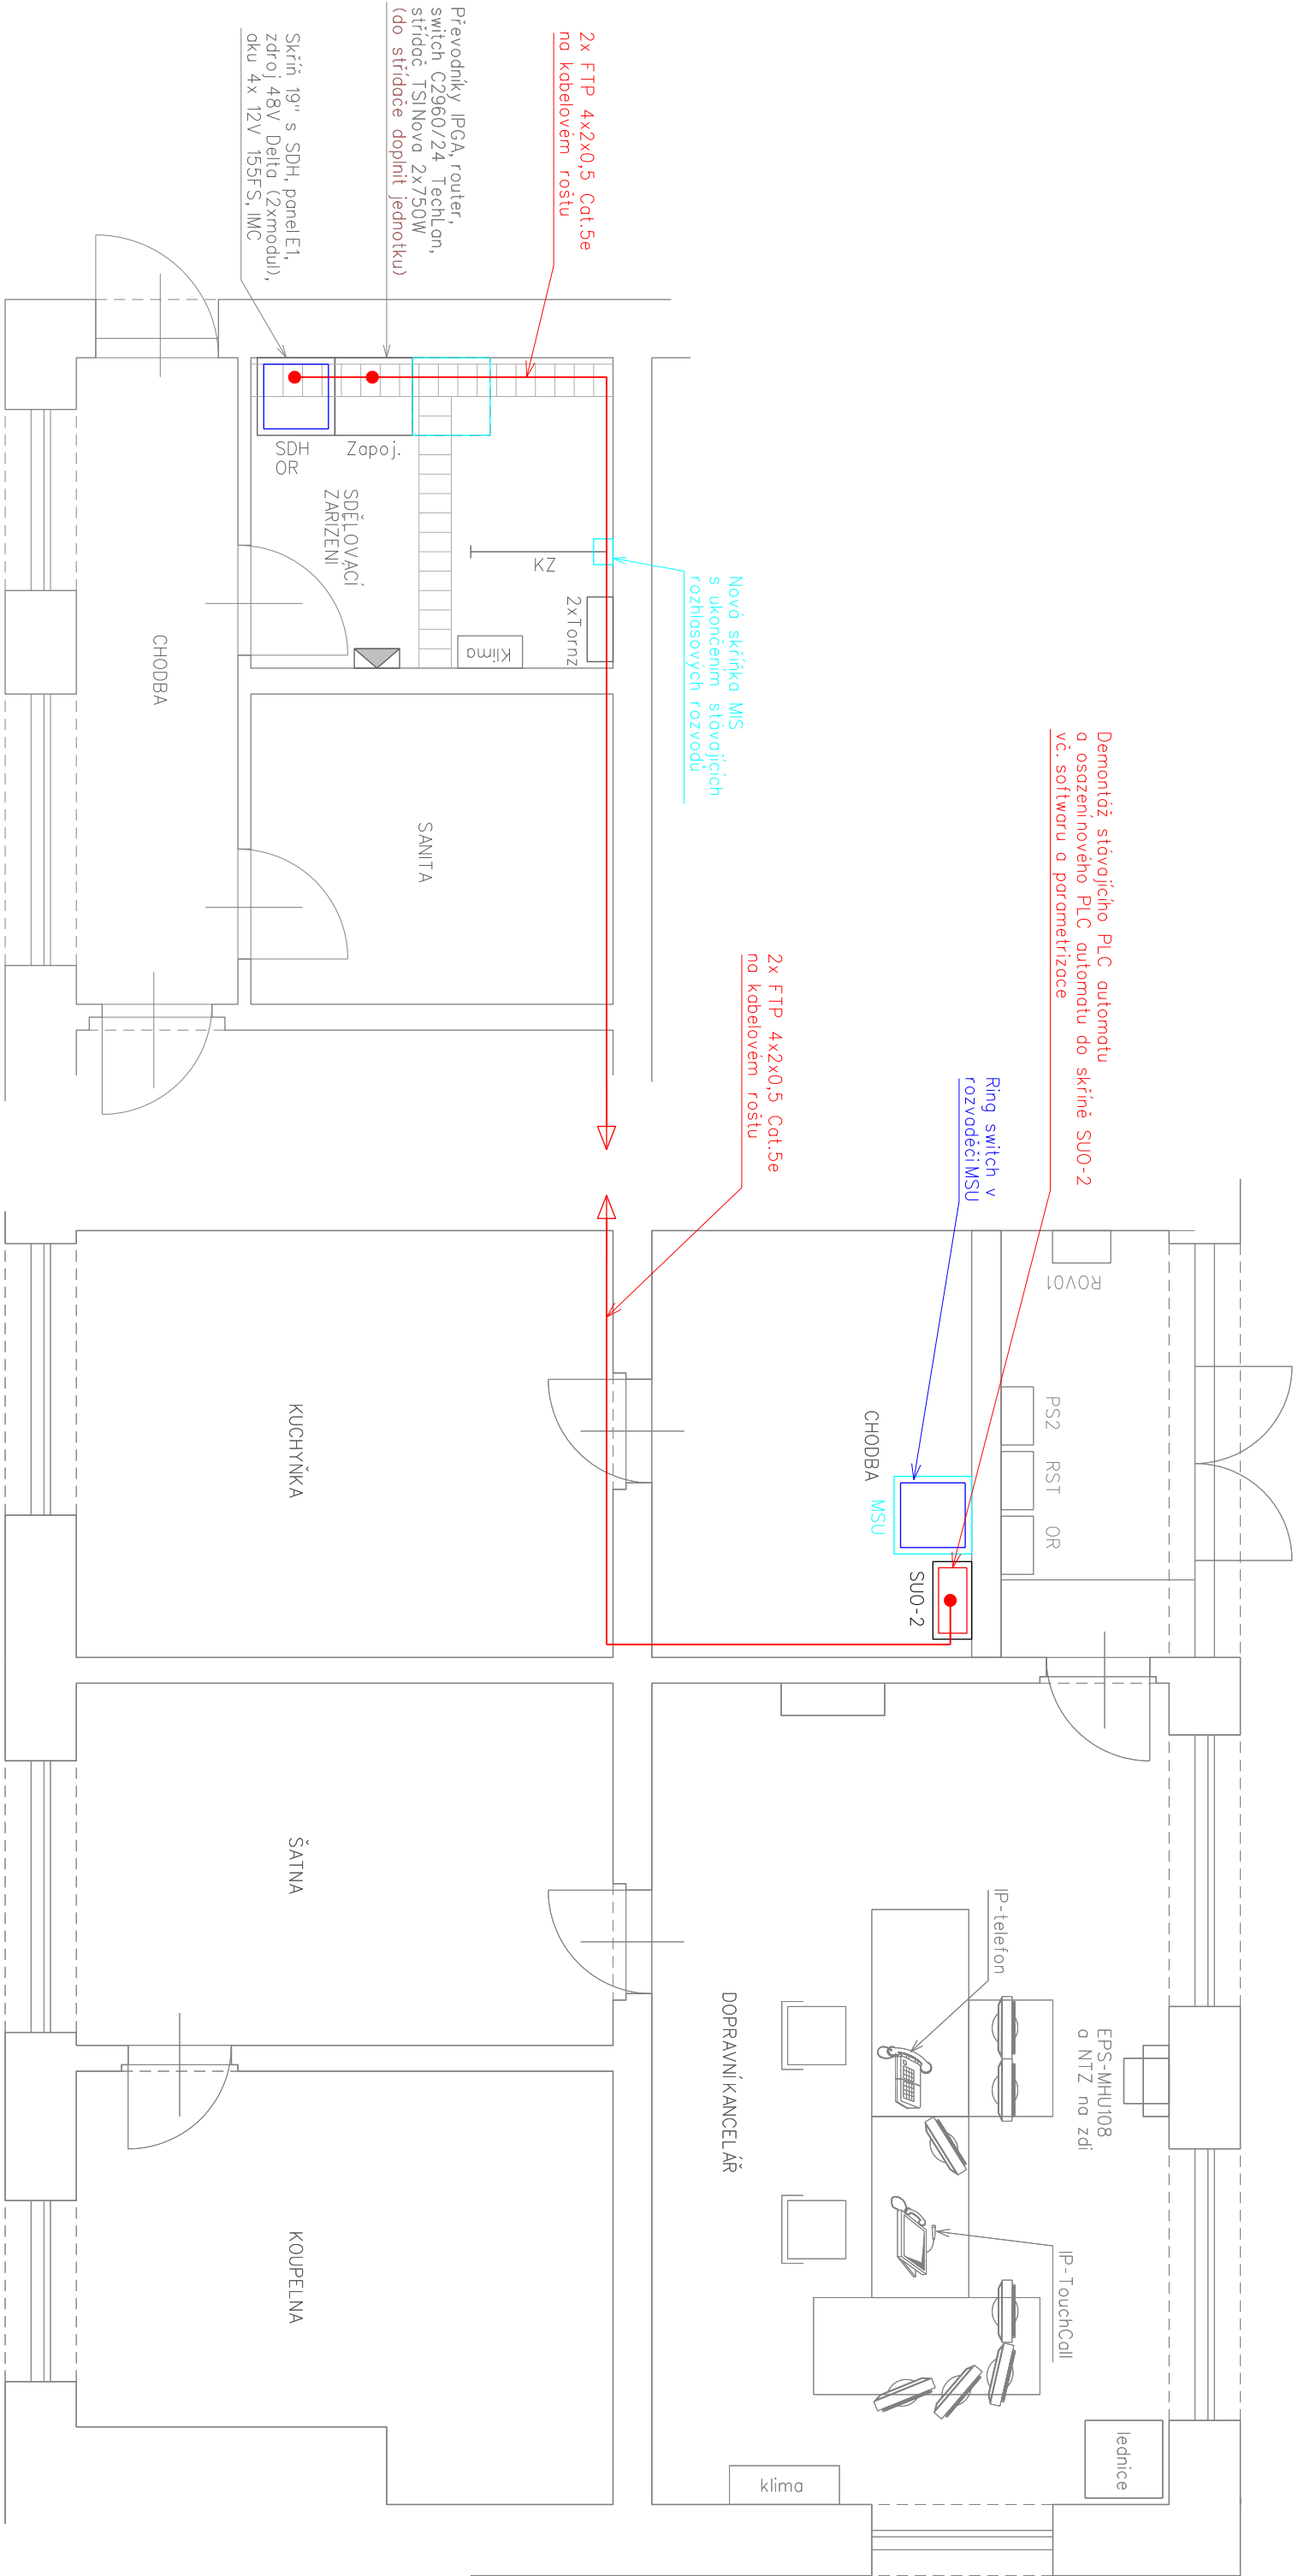 2x FTP 4x2x0,5 Cat.5e
na kabelovém roštu
Převodníky IPGA, router,
switch C2960/24 TechLan,
střídač TSI Nova 2x750W
(do střídače doplnit jednotku)
Skříň 19" s SDH, panel E1,
zdroj 48V Delta (2xmodul),
aku 4x 12V 155FS, IMC
SDH
OR
Zapoj.
SDĚLOVACÍ
ZAŘÍZENÍ
KZ
2xTornz
Klima
CHODBA
SANITA
Nová skříňka MIS
s ukončením stávajících
rozhlasových rozvodů
Demontáž stávajícího PLC automatu
a osazení nového PLC automatu do skříně SUO-2
vč. softwaru a parametrizace
2x FTP 4x2x0,5 Cat.5e
na kabelovém roštu
Ring switch v
rozvaděči MSU
ROV01
PS2
RST
OR
CHODBA
MSU
SUO-2
KUCHYŇKA
ŠATNA
KOUPELNA
DOPRAVNÍ KANCELÁŘ
IP-telefon
EPS-MHU108
a NTZ na zdi
IP-TouchCall
lednice
klima